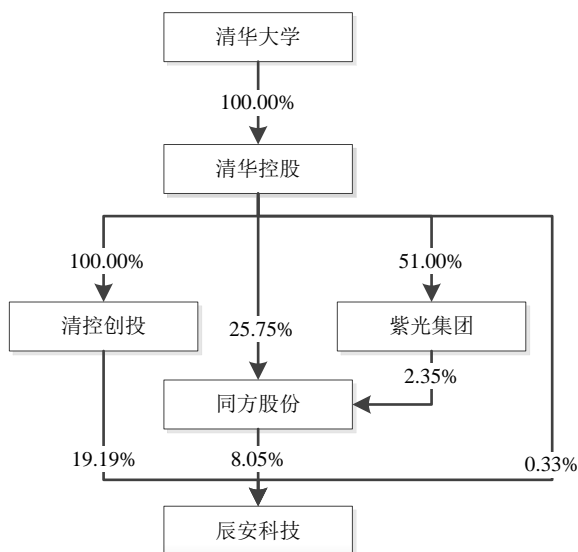 清华大学
100.00%
清华控股
100.00%
51.00%
清控创投
25.75%
紫光集团
2.35%
同方股份
19.19%
8.05%
0.33%
辰安科技